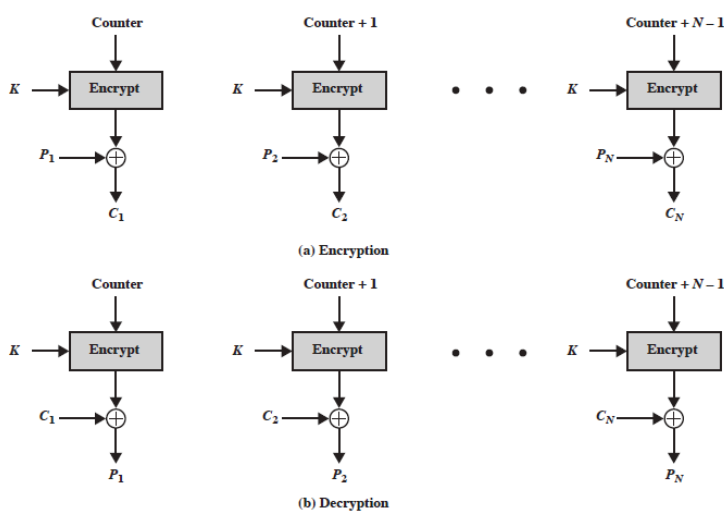 Counter Counter + 1 Counter + N – 1
K Encrypt K Encrypt • • • K Encrypt
P1 P2 PN
C1 C2 CN
(a) Encryption
Counter Counter + 1 Counter + N – 1
K Encrypt K Encrypt • • • K Encrypt
C1 C2 CN
P1 P2 PN
(b) Decryption